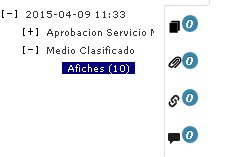 [-] 2015-04-09 11:33
[+] Aprobacion Servicio
[-] Medio Clasificado
Afiches (10)
0
0
0
0